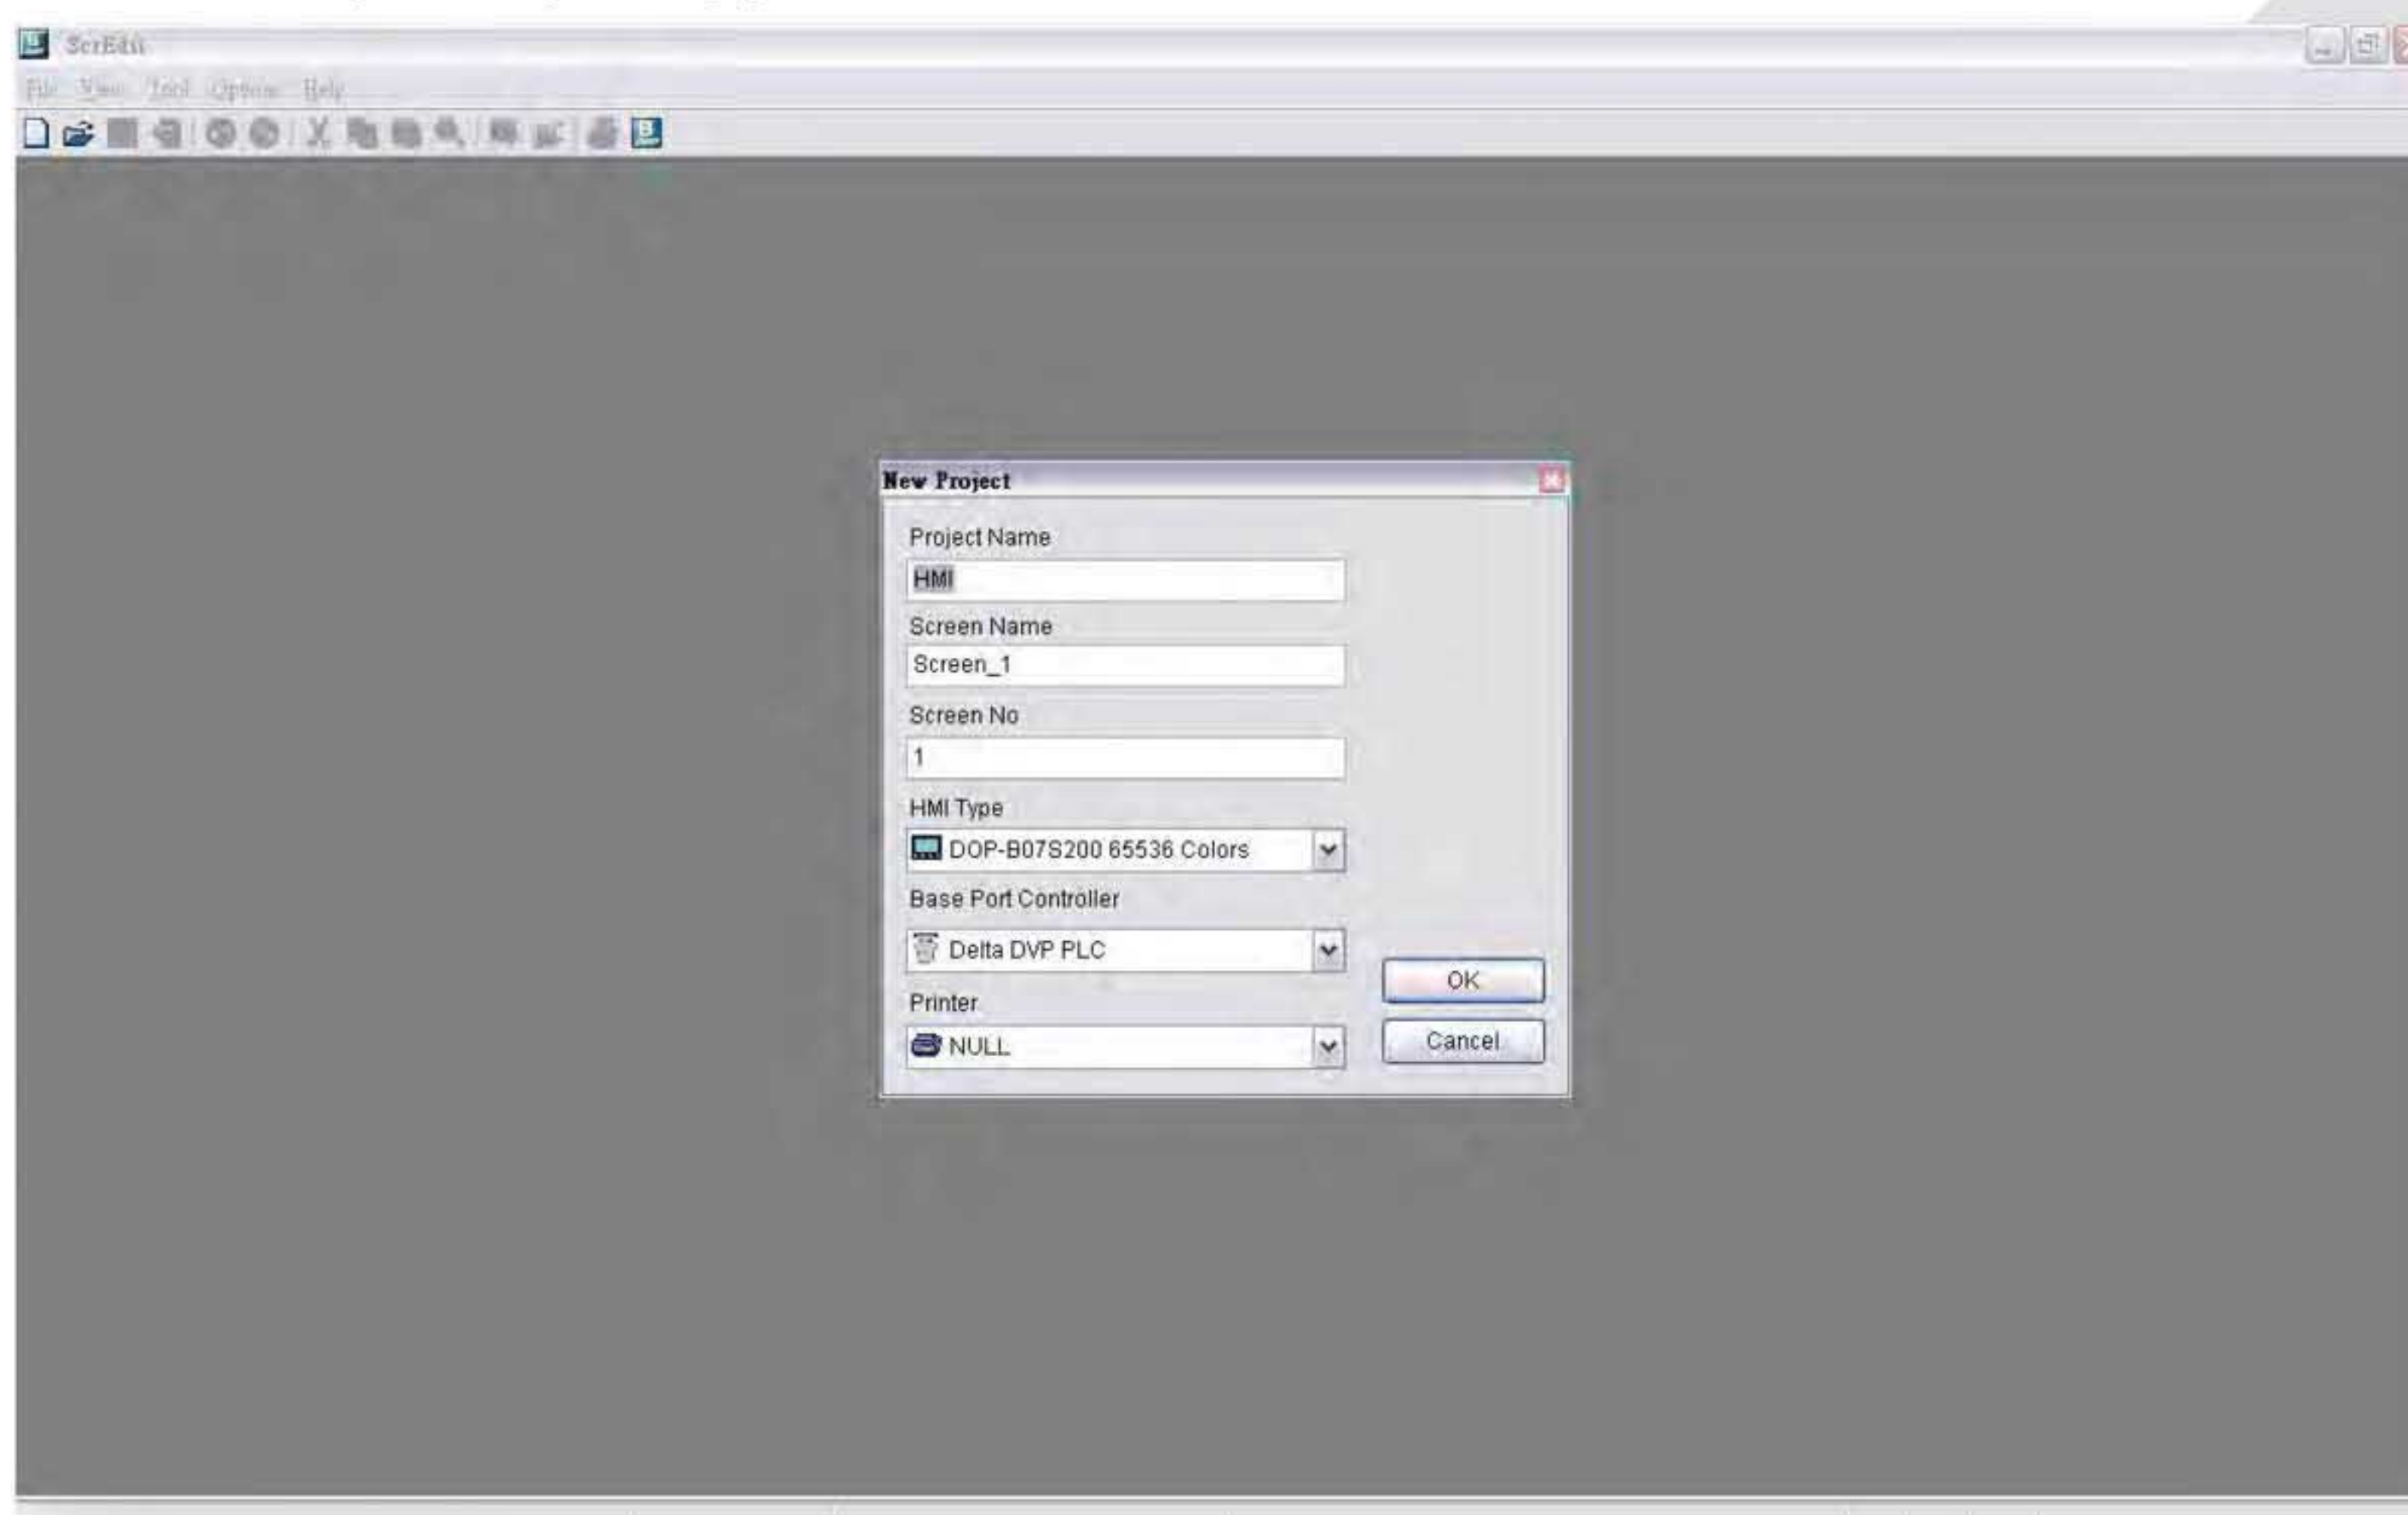 ScrEdit
File View Tool Options Help
New Project
Project Name
HMI
Screen Name
Screen_1
Screen No
1
HMI Type
DOP-B07S200 65536 Colors
Base Port Controller
Delta DVP PLC
OK
Printer
Cancel
NULL